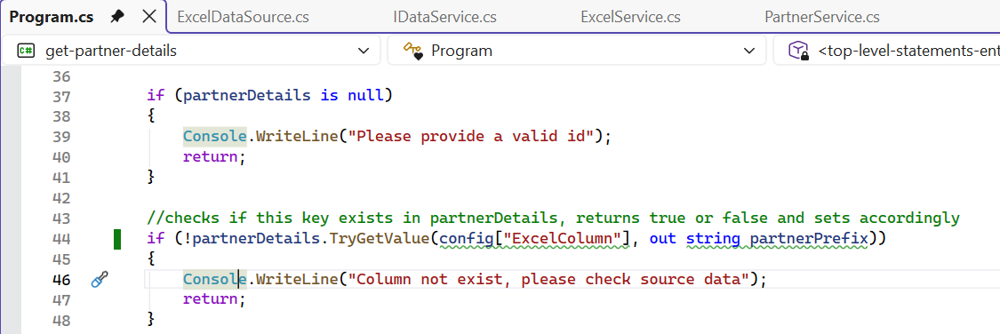 Program.cs ExcelDataSource.cs IDataService.cs ExcelService.cs PartnerService.cs
C# get-partner-details Program <top-level-statements-ent
36
37 if (partnerDetails is null)
38 {
39 Console.WriteLine("Please provide a valid id");
40 return;
41 }
42
43 //checks if this key exists in partnerDetails, returns true or false and sets accordingly
44 if (!partnerDetails.TryGetValue(config["ExcelColumn"], out string partnerPrefix))
45 {
46 Console.WriteLine("Column not exist, please check source data");
47 return;
48 }